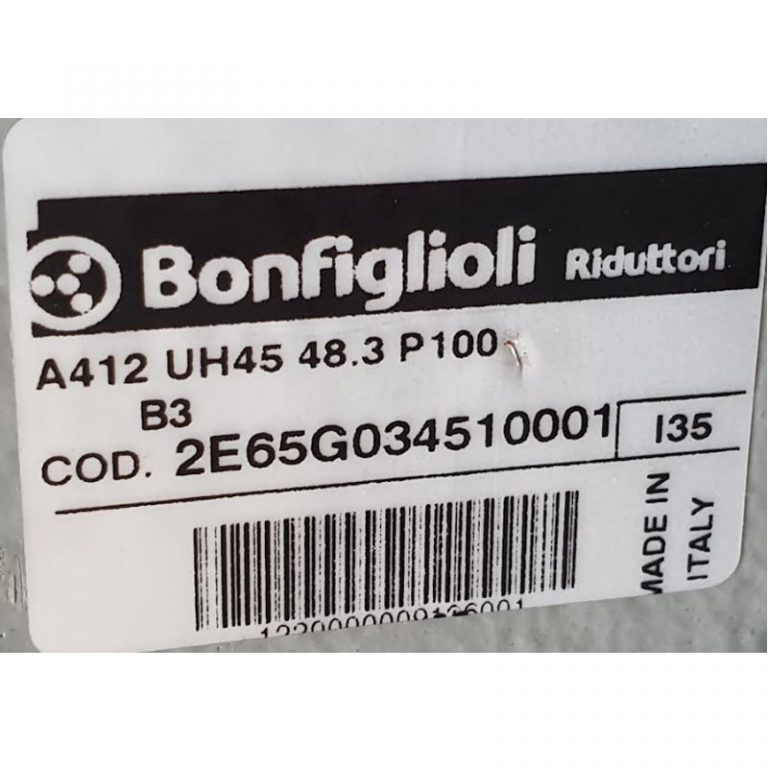 Bonfiglioli Riduttori
A412 UH45 48.3 P100
B3
COD. 2E65G034510001 I35
MADE IN
ITALY